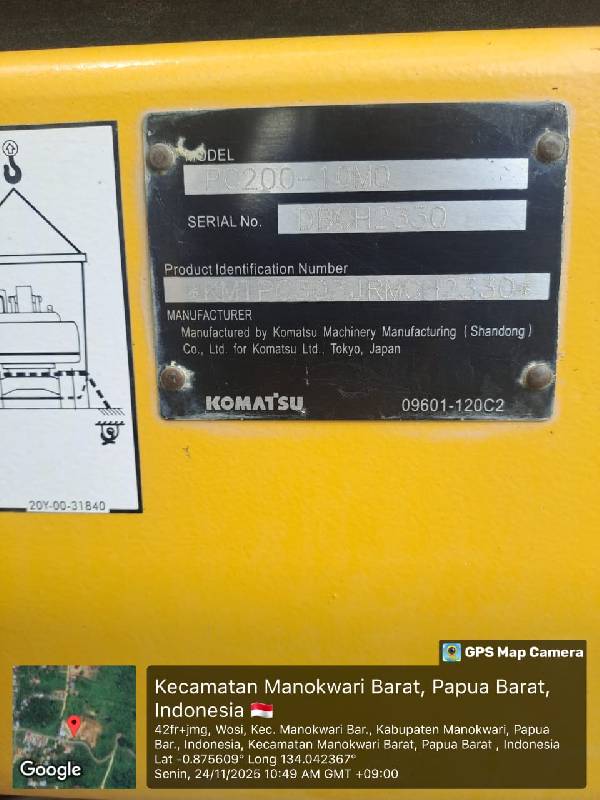 MODEL
PC200-10M0
SERIAL No.
Product Identification Number
MANUFACTURER
Manufactured by Komatsu Machinery Manufacturing (Shandong)
Co., Ltd. for Komatsu Ltd., Tokyo, Japan
KOMATSU
09601-120C2
20Y-00-31840
GPS Map Camera
Kecamatan Manokwari Barat, Papua Barat,
Indonesia 🇮🇩
42fr+jmg, Wosi, Kec. Manokwari Bar., Kabupaten Manokwari, Papua
Bar., Indonesia, Kecamatan Manokwari Barat, Papua Barat , Indonesia
Lat -0.875609° Long 134.042367°
Senin, 24/11/2025 10:49 AM GMT +09:00
Google